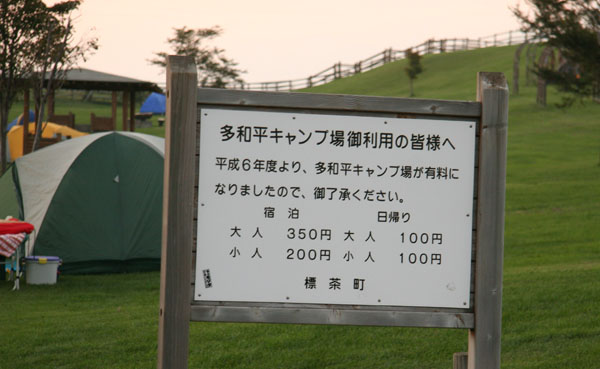 多和平キャンプ場御利用の皆様へ
平成6年度より、多和平キャンプ場が有料に
なりましたので、御了承ください。
宿泊 日帰り
大人 350円 大人 100円
小人 200円 小人 100円
標茶町